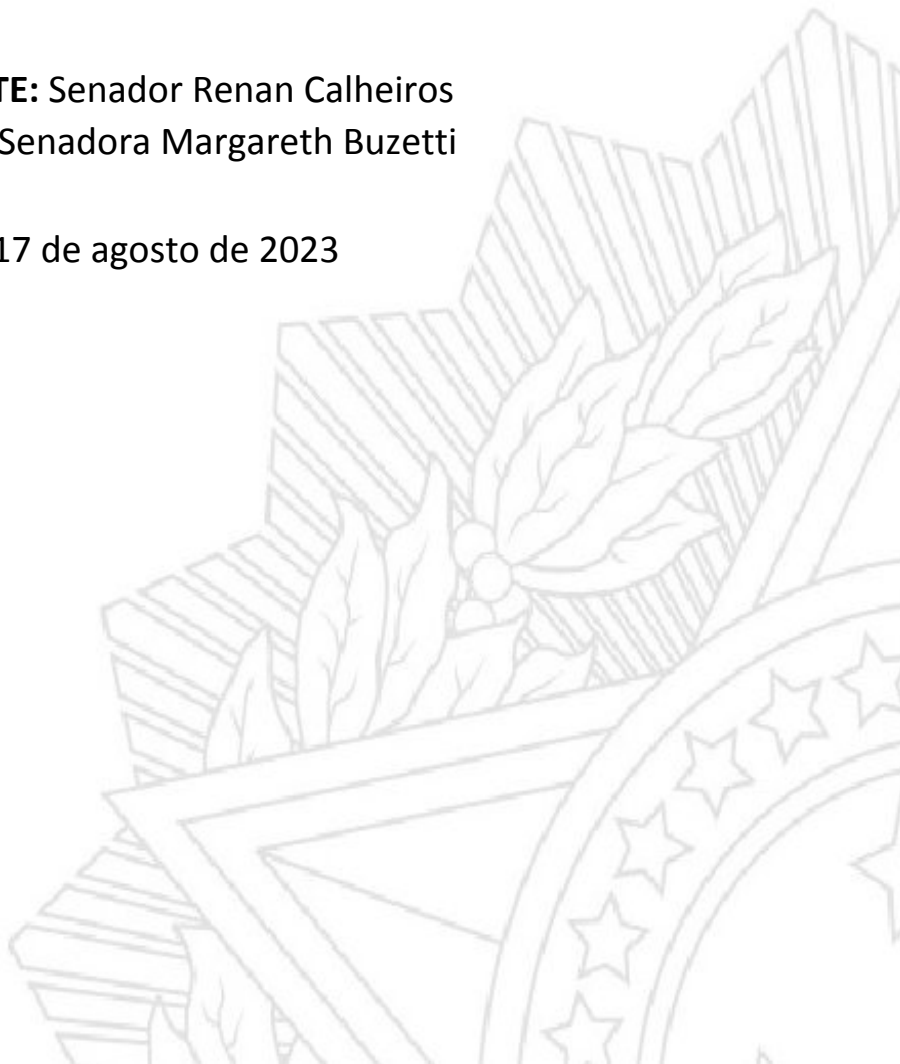 TE: Senador Renan Calheiros
Senadora Margareth Buzetti
17 de agosto de 2023